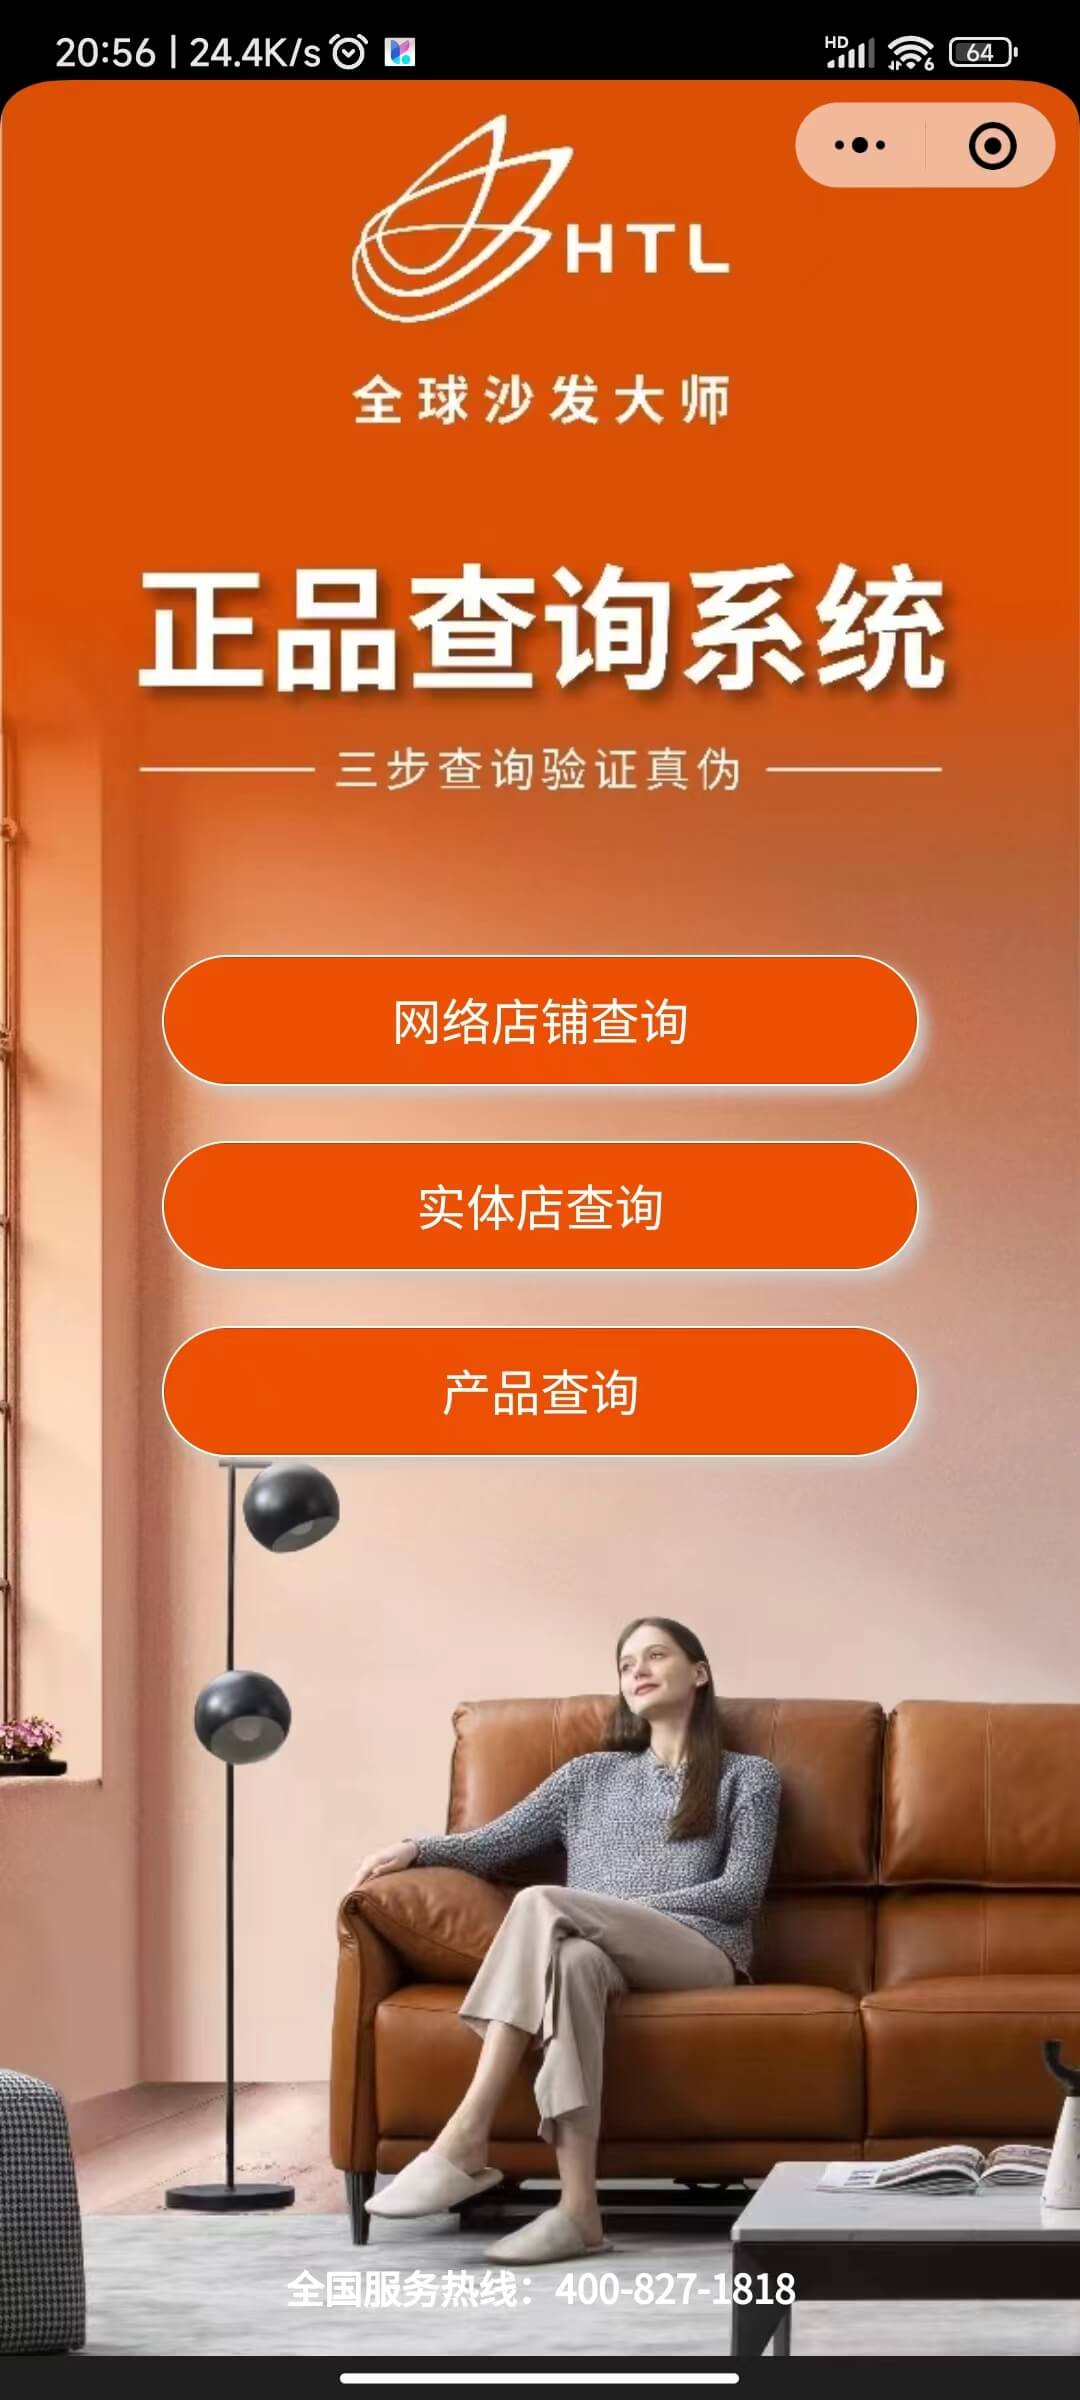 20:56 | 24.4K/s
HD
6
64
HTL
全球沙发大师
正品查询系统
三步查询验证真伪
网络店铺查询
实体店查询
产品查询
全国服务热线：400-827-1818